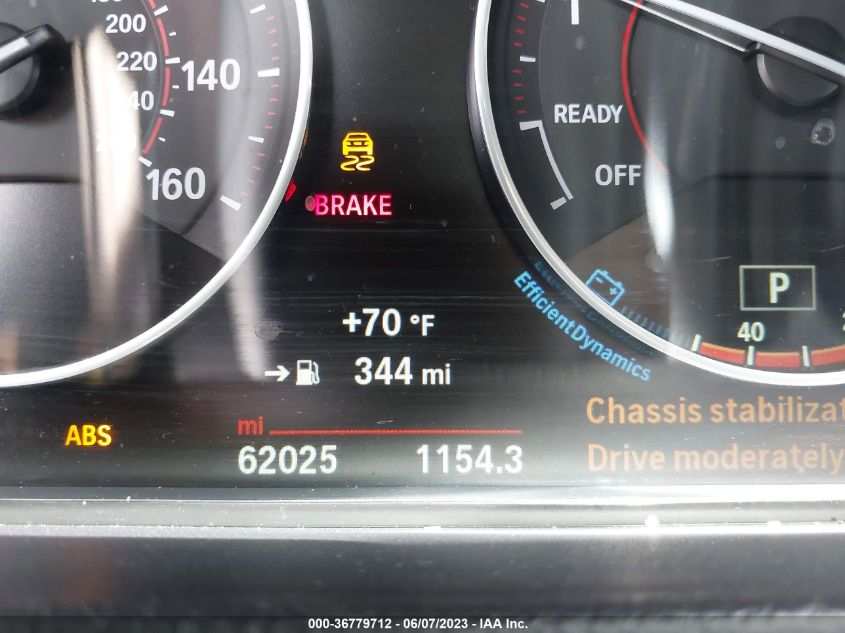 200
220
140
160
READY
OFF
BRAKE
P
EfficientDynamics
+70 °F
40
344 mi
Chassis stabilizat
ABS
mi
62025 1154.3
Drive moderately
000-36779712 - 06/07/2023 - IAA Inc.